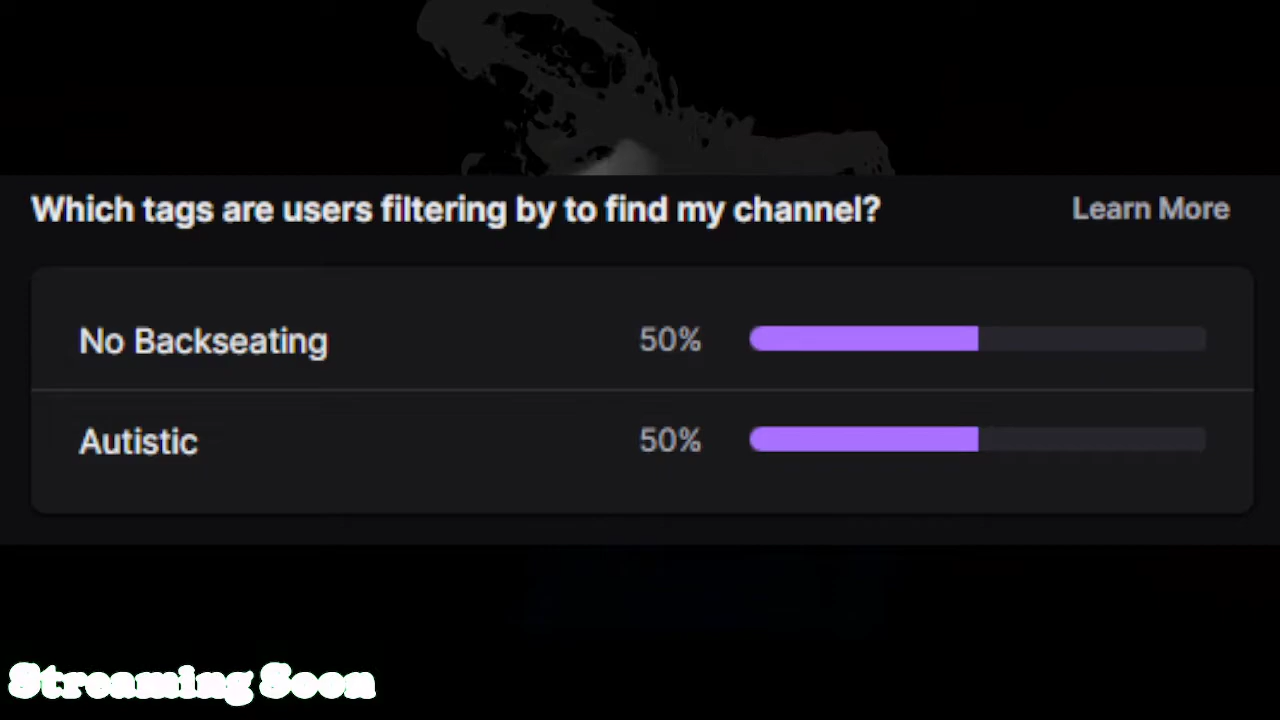 Which tags are users filtering by to find my channel? Learn More
No Backseating 50%
Autistic 50%
Streaming Soon